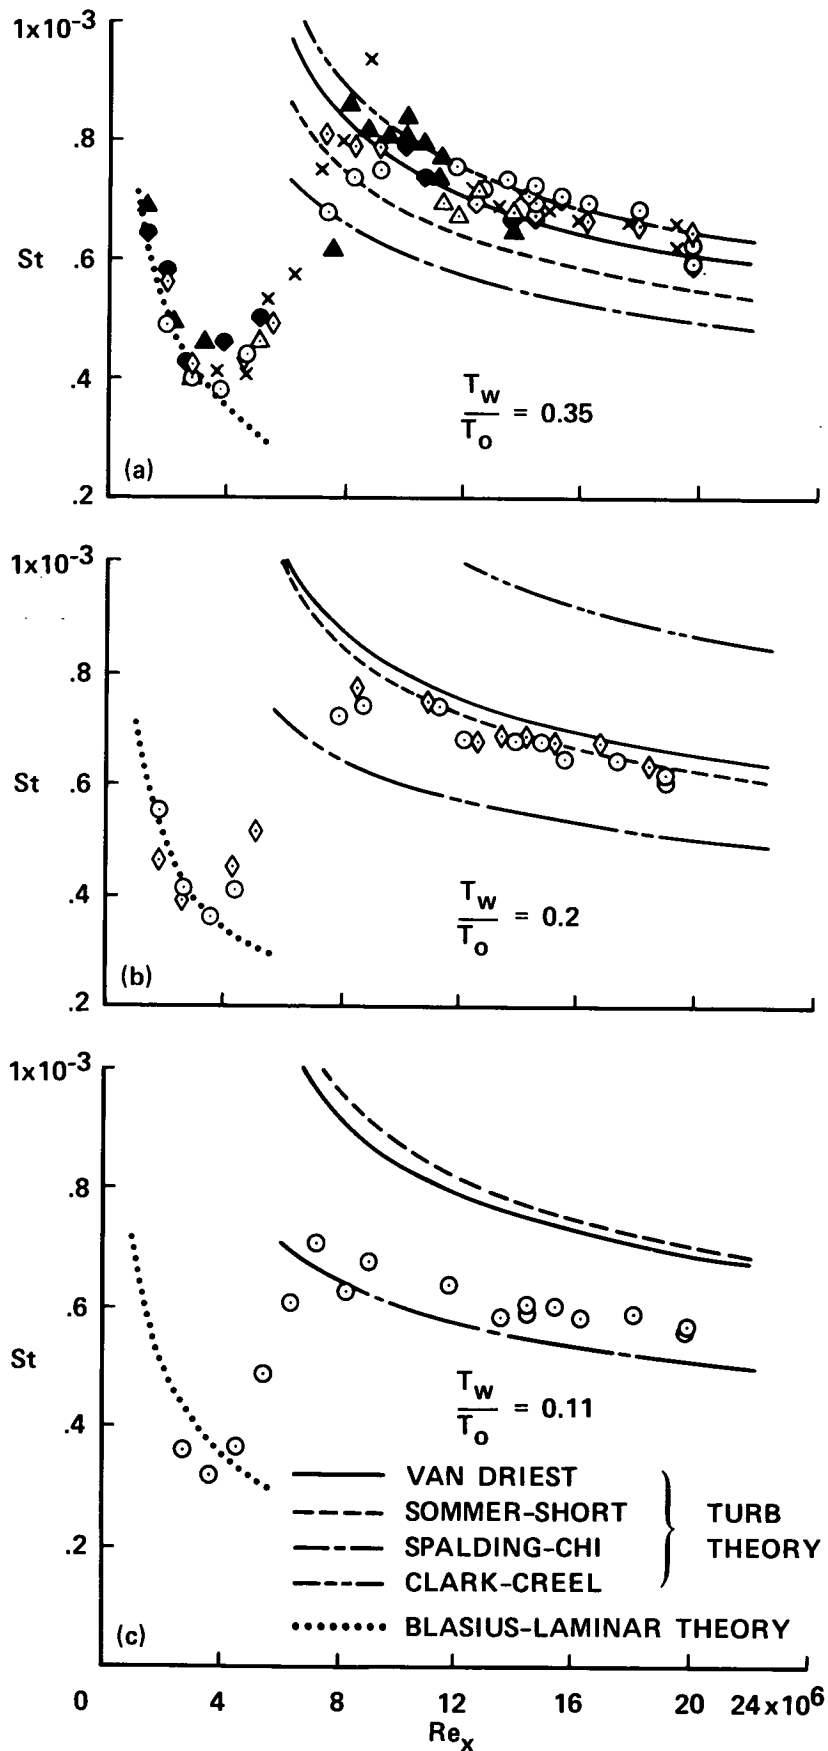 1x10-3
.8
St
.6
.4
Tw
To
= 0.35
(a)
.2
1x10-3
.8
St
.6
.4
Tw
To
= 0.2
(b)
.2
1x10-3
.8
.6
St
Tw
To
= 0.11
.4
VAN DRIEST
SOMMER-SHORT
TURB
.2
SPALDING-CHI
THEORY
CLARK-CREEL
(c)
BLASIUS-LAMINAR THEORY
0 4 8 12 16 20 24x106
Rex